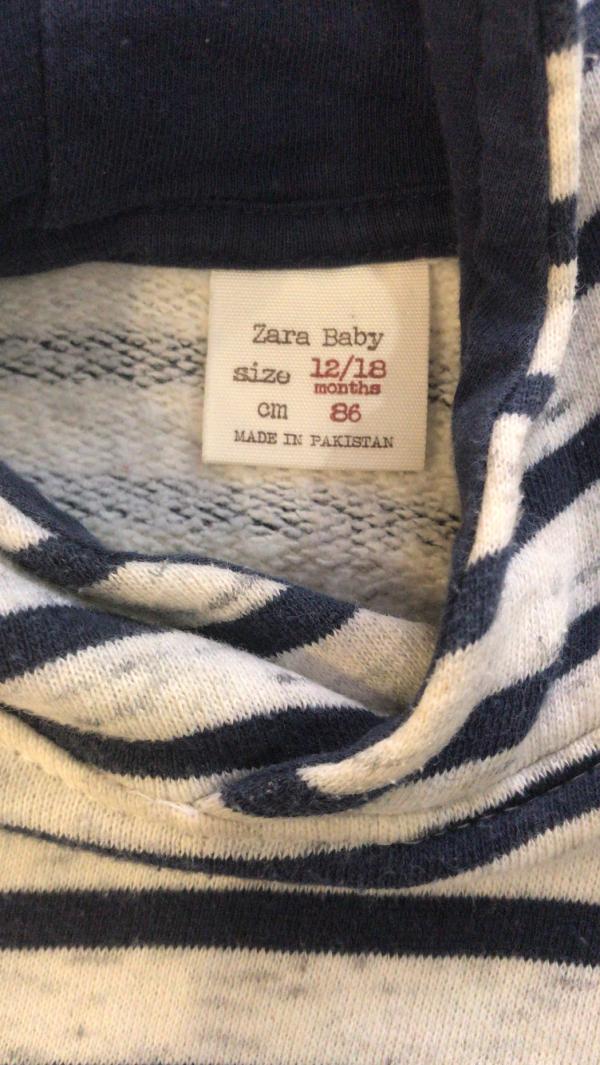 Zara Baby
size 12/18
months
cm 86
MADE IN PAKISTAN